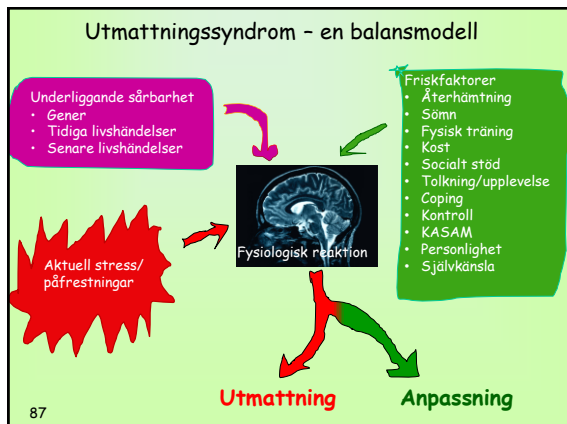 Utmattningssyndrom – en balansmodell
Underliggande sårbarhet
• Gener
• Tidiga livshändelser
• Senare livshändelser
Friskfaktorer
• Återhämtning
• Sömn
• Fysisk träning
• Kost
• Socialt stöd
• Tolkning/upplevelse
• Coping
• Kontroll
• KASAM
• Personlighet
• Självkänsla
Aktuell stress/
påfrestningar
Fysiologisk reaktion
Utmattning
Anpassning
87